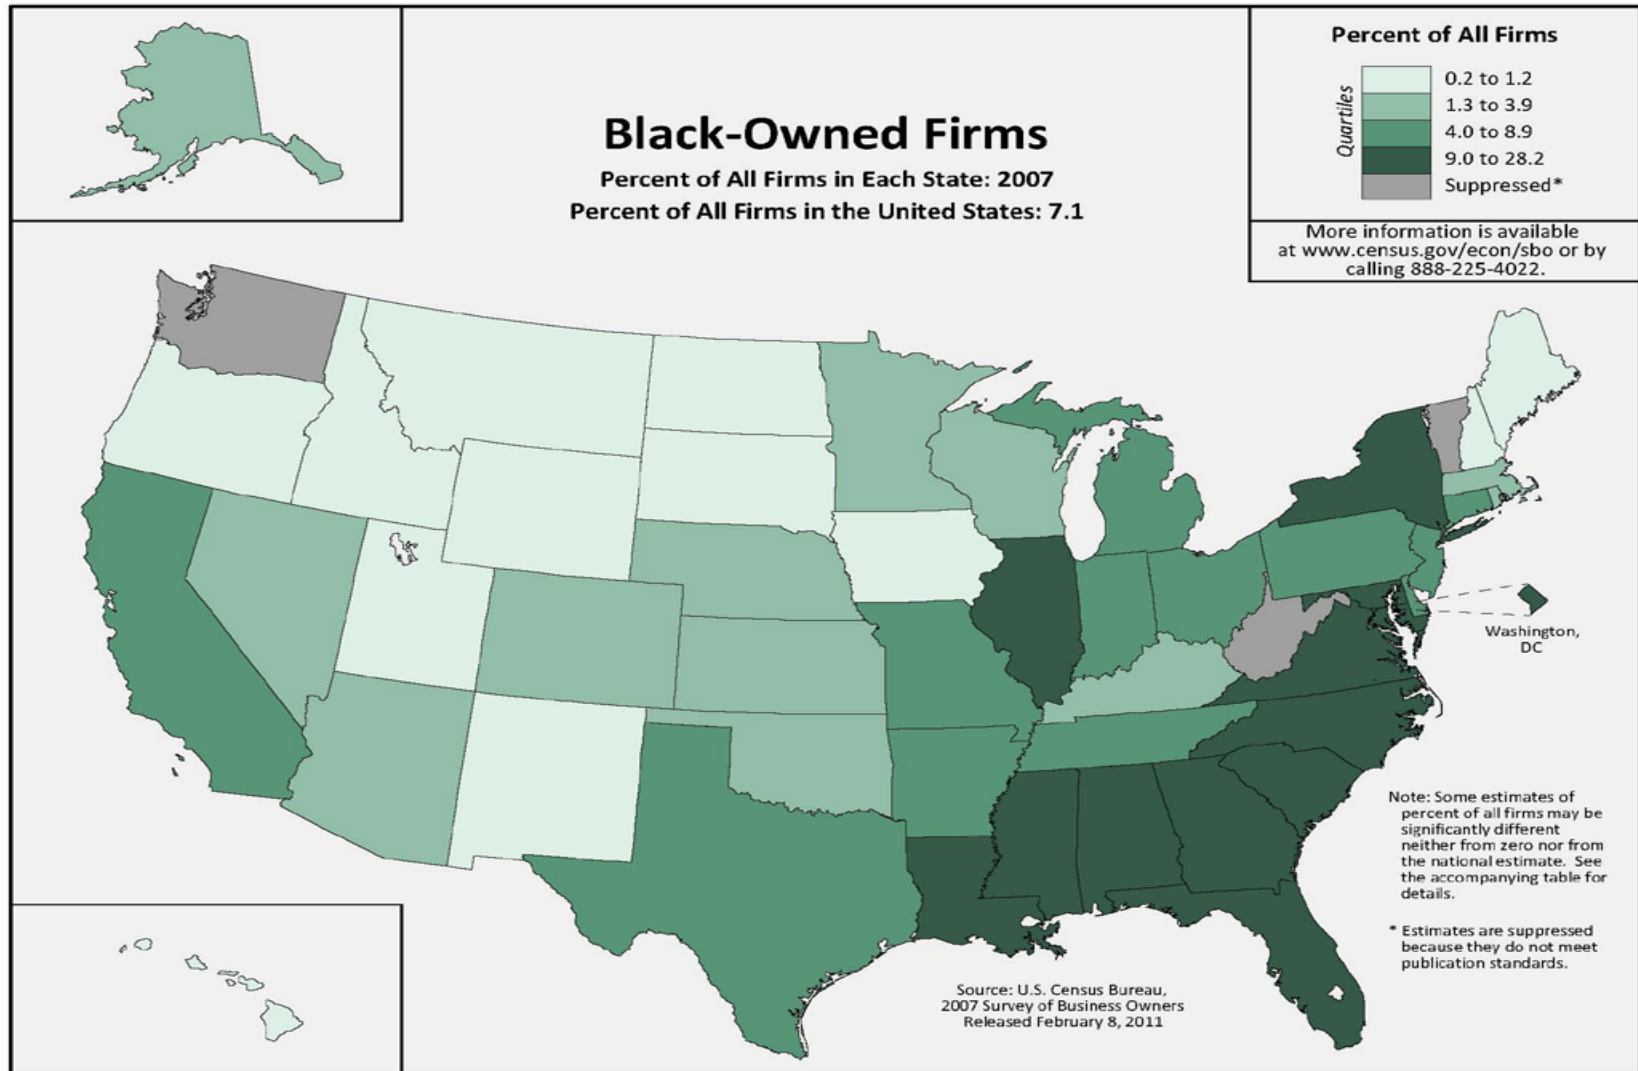 Black-Owned Firms
Percent of All Firms in Each State: 2007
Percent of All Firms in the United States: 7.1
Percent of All Firms
Quartiles
0.2 to 1.2
1.3 to 3.9
4.0 to 8.9
9.0 to 28.2
Suppressed*
More information is available
at www.census.gov/econ/sbo or by
calling 888-225-4022.
Washington,
DC
Note: Some estimates of
percent of all firms may be
significantly different
neither from zero nor from
the national estimate. See
the accompanying table for
details.
* Estimates are suppressed
because they do not meet
publication standards.
Source: U.S. Census Bureau,
2007 Survey of Business Owners
Released February 8, 2011